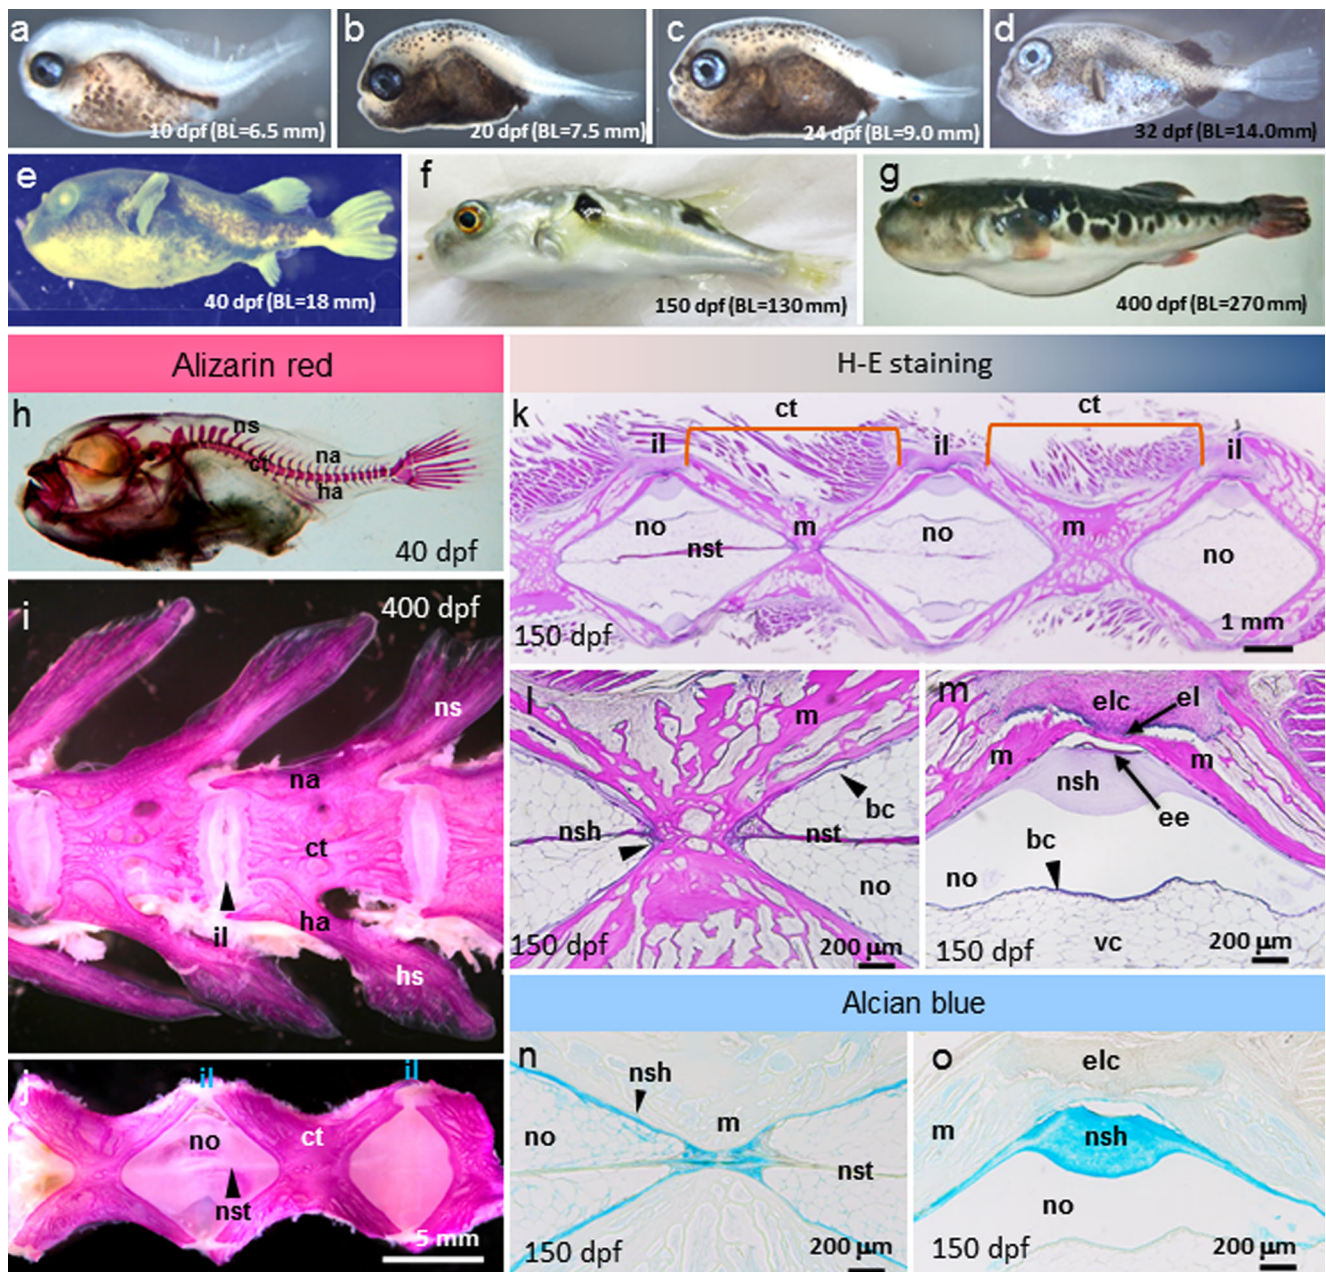 a
10 dpf (BL=6.5 mm)
b
20 dpf (BL=7.5 mm)
c
24 dpf (BL=9.0 mm)
d
32 dpf (BL=14.0mm)
e
40 dpf (BL=18 mm)
f
150 dpf (BL=130 mm)
g
400 dpf (BL=270 mm)
Alizarin red
h
ns
na
ct
ha
40 dpf
i
400 dpf
ns
na
ct
ha
il
hs
j
il
il
no
ct
nst
5 mm
H-E staining
k
ct
ct
il
il
il
no
m
no
m
no
nst
150 dpf
1 mm
l
m
bc
nsh
nst
no
150 dpf
200 μm
m
elc
el
m
nsh
m
ee
bc
no
vc
150 dpf
200 μm
Alcian blue
n
nsh
m
no
nst
150 dpf
200 μm
o
elc
m
nsh
no
150 dpf
200 μm